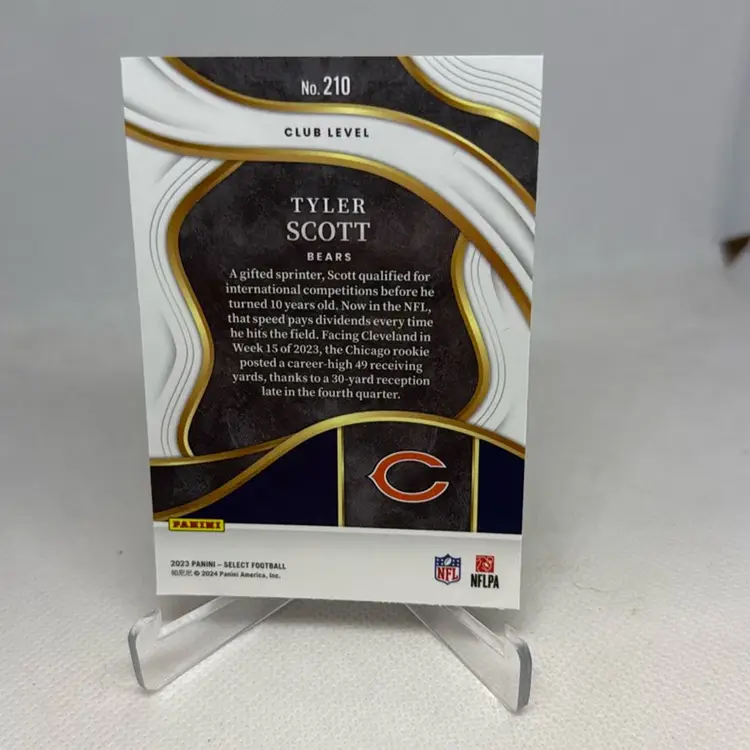 No. 210
CLUB LEVEL
TYLER
SCOTT
BEARS
A gifted sprinter, Scott qualified for
international competitions before he
turned 10 years old. Now in the NFL,
that speed pays dividends every time
he hits the field. Facing Cleveland in
Week 15 of 2023, the Chicago rookie
posted a career-high 49 receiving
yards, thanks to a 30-yard reception
late in the fourth quarter.
PANINI
2023 PANINI – SELECT FOOTBALL
© 2024 Panini America, Inc.
NFL
NFLPA